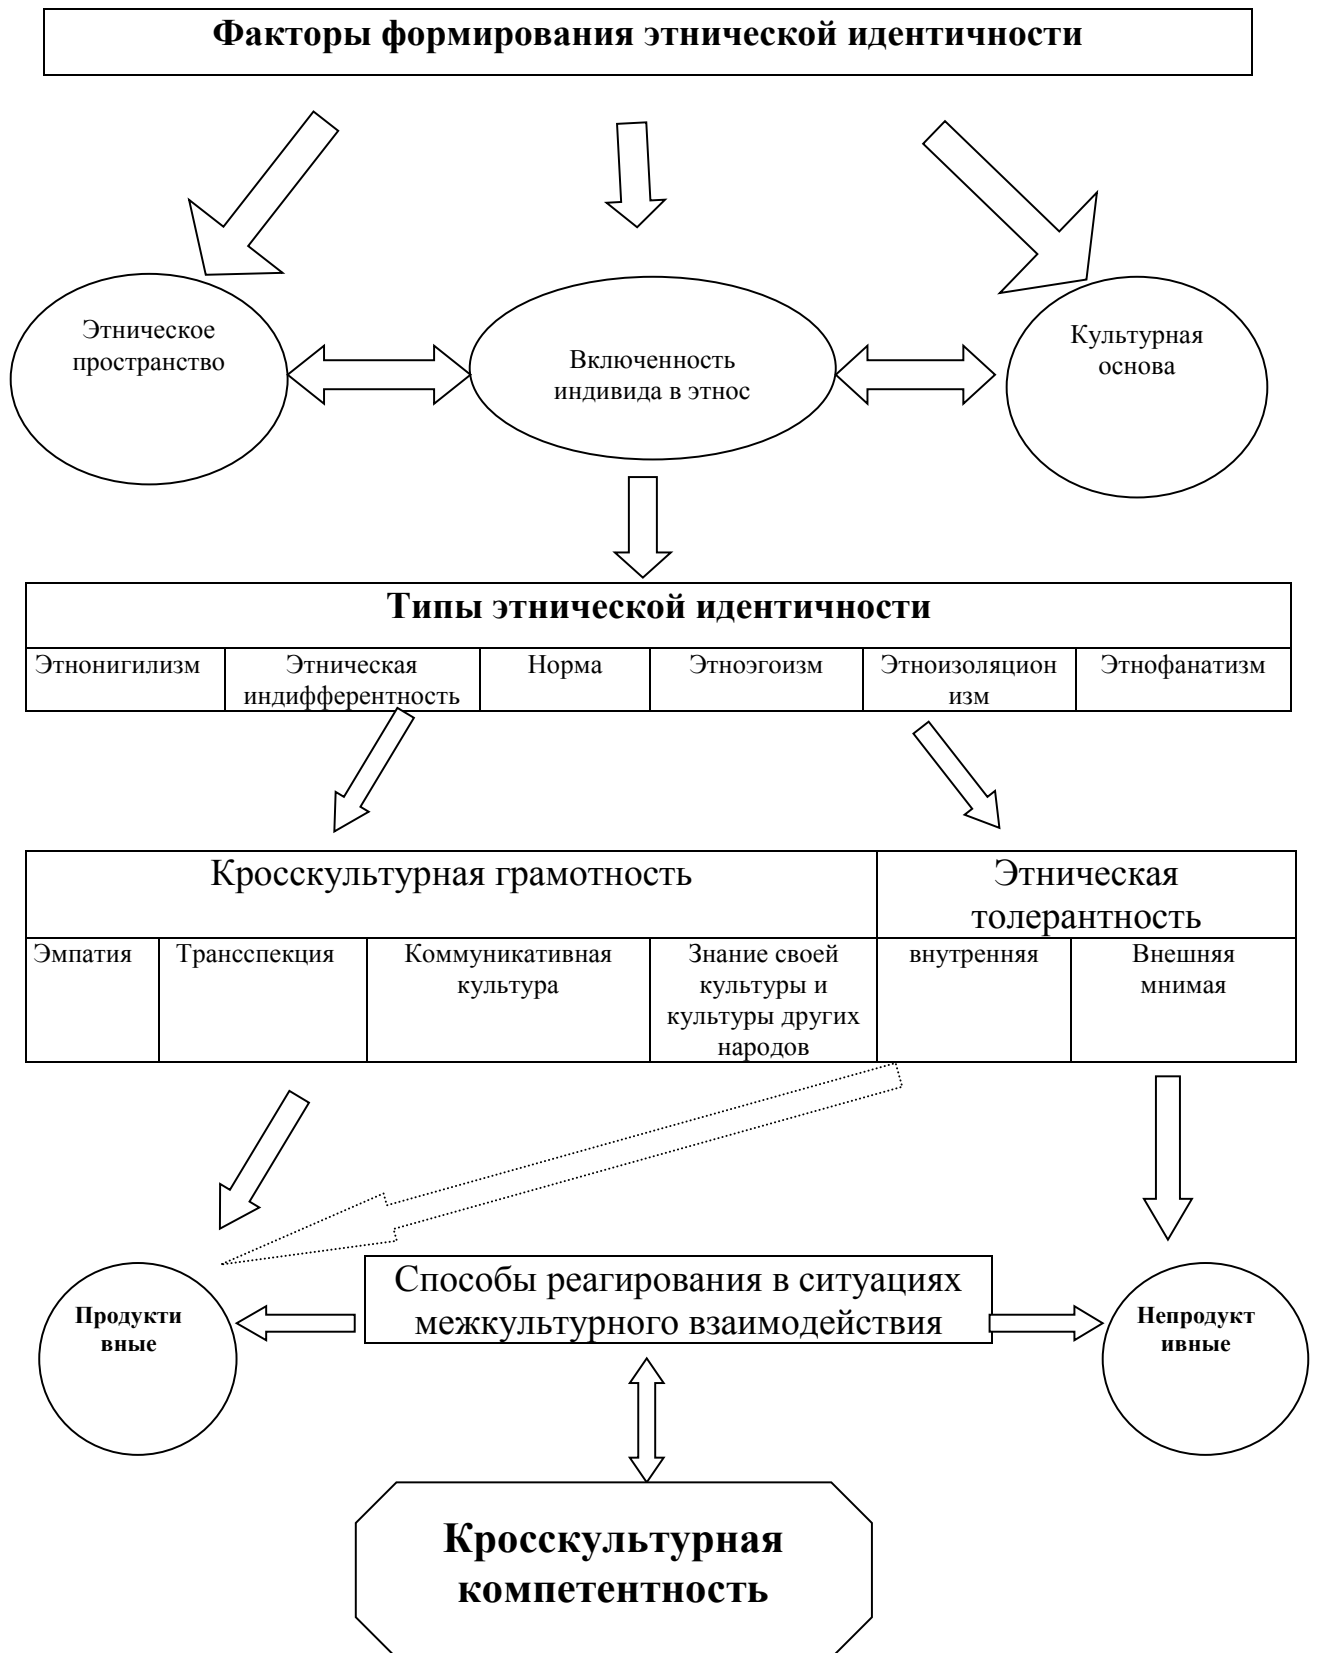 Факторы формирования этнической идентичности
Этническое
пространство
Включенность
индивида в этнос
Культурная
основа
Типы этнической идентичности
Этнонигилизм
Этническая
индифферентность
Норма
Этноэгоизм
Этноизоляцион
изм
Этнофанатизм
Кросскультурная грамотность
Этническая
толерантность
Эмпатия
Трансспекция
Коммуникативная
культура
Знание своей
культуры и
культуры других
народов
внутренняя
Внешняя
мнимая
Продукти
вные
Способы реагирования в ситуациях
межкультурного взаимодействия
Непродукт
ивные
Кросскультурная
компетентность